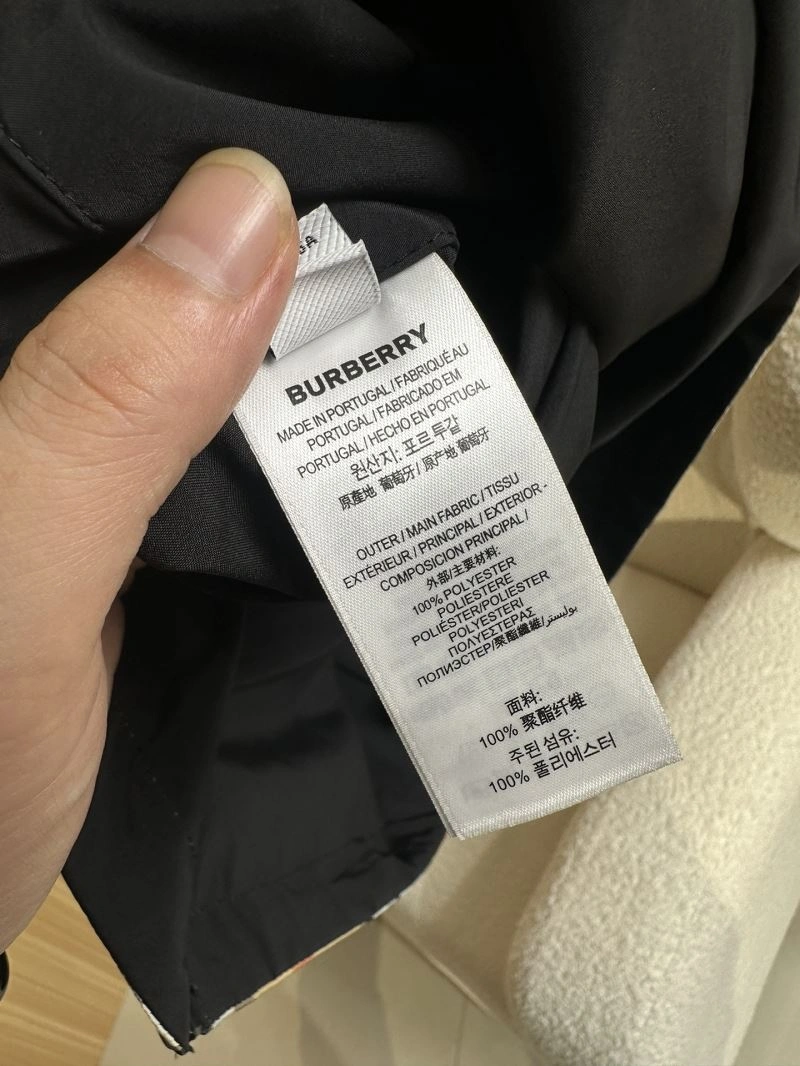 BURBERRY
MADE IN PORTUGAL / FABRIQUÉ AU
PORTUGAL / FABRICADO EM
PORTUGAL / HECHO EN PORTUGAL
원산지: 포르투갈
原產地 葡萄牙 / 原产地 葡萄牙
OUTER / MAIN FABRIC / TISSU
EXTÉRIEUR / PRINCIPAL / EXTERIOR -
COMPOSICION PRINCIPAL /
外部/主要材料:
100% POLYESTER
POLIESTERE
POLIÉSTER/POLIESTER
POLYESTERI
ΠΟΛΥΕΣΤΕΡΑΣ
ПОЛИЭСТЕР/聚酯纖維/بوليستر
面料:
100% 聚酯纤维
주된 섬유:
100% 폴리에스터